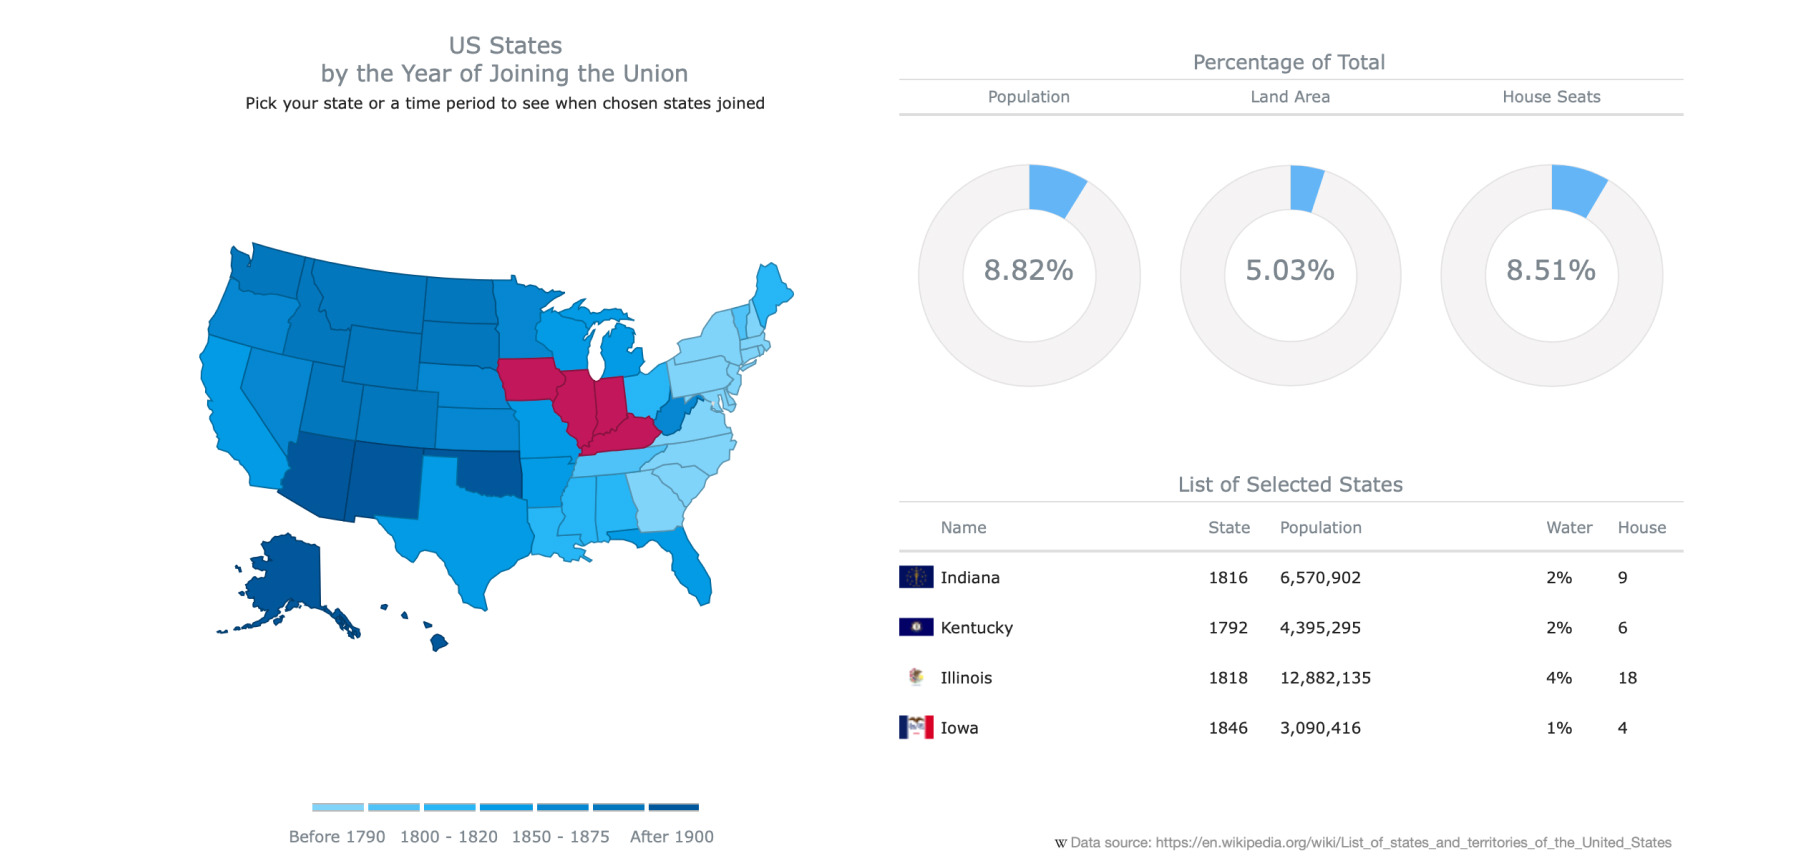 US States
by the Year of Joining the Union
Pick your state or a time period to see when chosen states joined
Before 1790 1800 - 1820 1850 - 1875 After 1900
Percentage of Total
Population Land Area House Seats
8.82% 5.03% 8.51%
List of Selected States
Name State Population Water House
Indiana 1816 6,570,902 2% 9
Kentucky 1792 4,395,295 2% 6
Illinois 1818 12,882,135 4% 18
Iowa 1846 3,090,416 1% 4
W Data source: https://en.wikipedia.org/wiki/List_of_states_and_territories_of_the_United_States